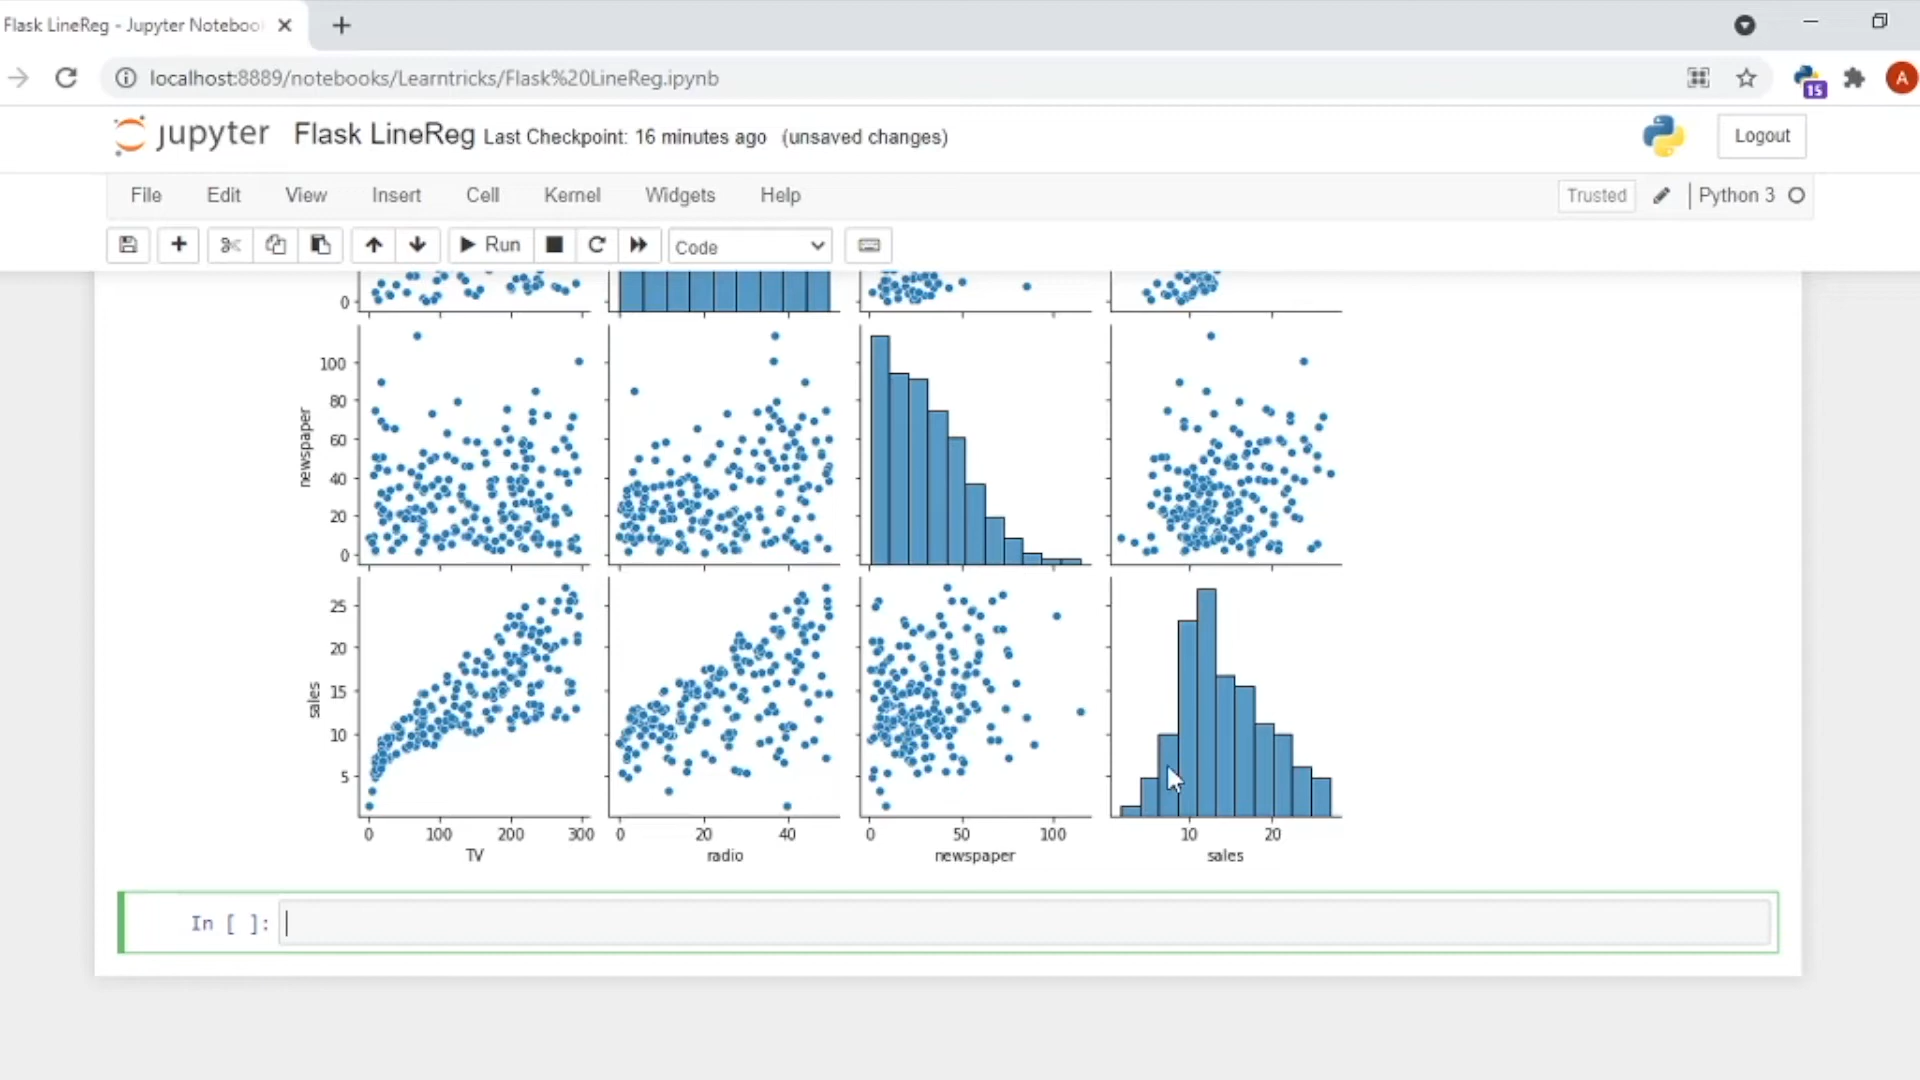 Flask LineReg - Jupyter Noteboo
localhost:8889/notebooks/Learntricks/Flask%20LineReg.ipynb
15
A
jupyter Flask LineReg Last Checkpoint: 16 minutes ago (unsaved changes)
Logout
File Edit View Insert Cell Kernel Widgets Help
Trusted Python 3
Run Code
0
100
80
60
40
20
0
newspaper
25
20
15
10
5
sales
0 100 200 300 0 20 40 0 50 100 10 20
TV radio newspaper sales
In [ ]: